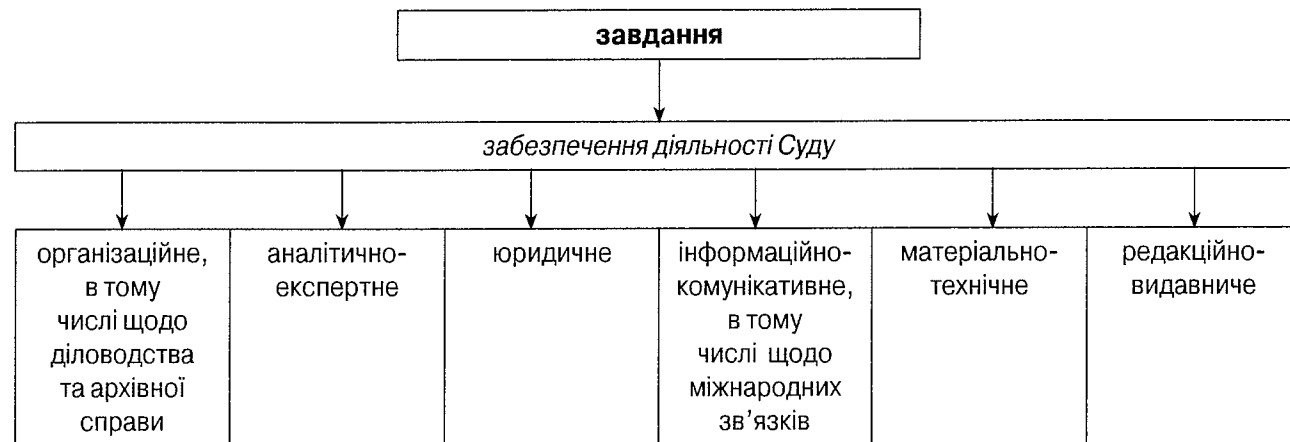 завдання
забезпечення діяльності Суду
організаційне,
в тому
числі щодо
діловодства
та архівної
справи
аналітично-
експертне
юридичне
інформаційно-
комунікативне,
в тому
числі щодо
міжнародних
зв’язків
матеріально-
технічне
редакційно-
видавниче